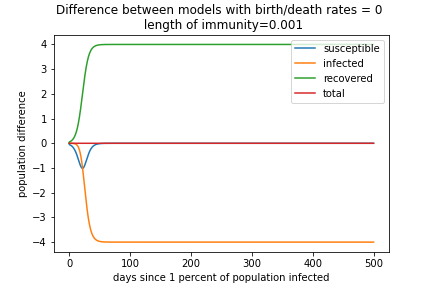 Difference between models with birth/death rates = 0
length of immunity=0.001
susceptible
infected
recovered
total
population difference
4
3
2
1
0
−1
−2
−3
−4
0 100 200 300 400 500
days since 1 percent of population infected